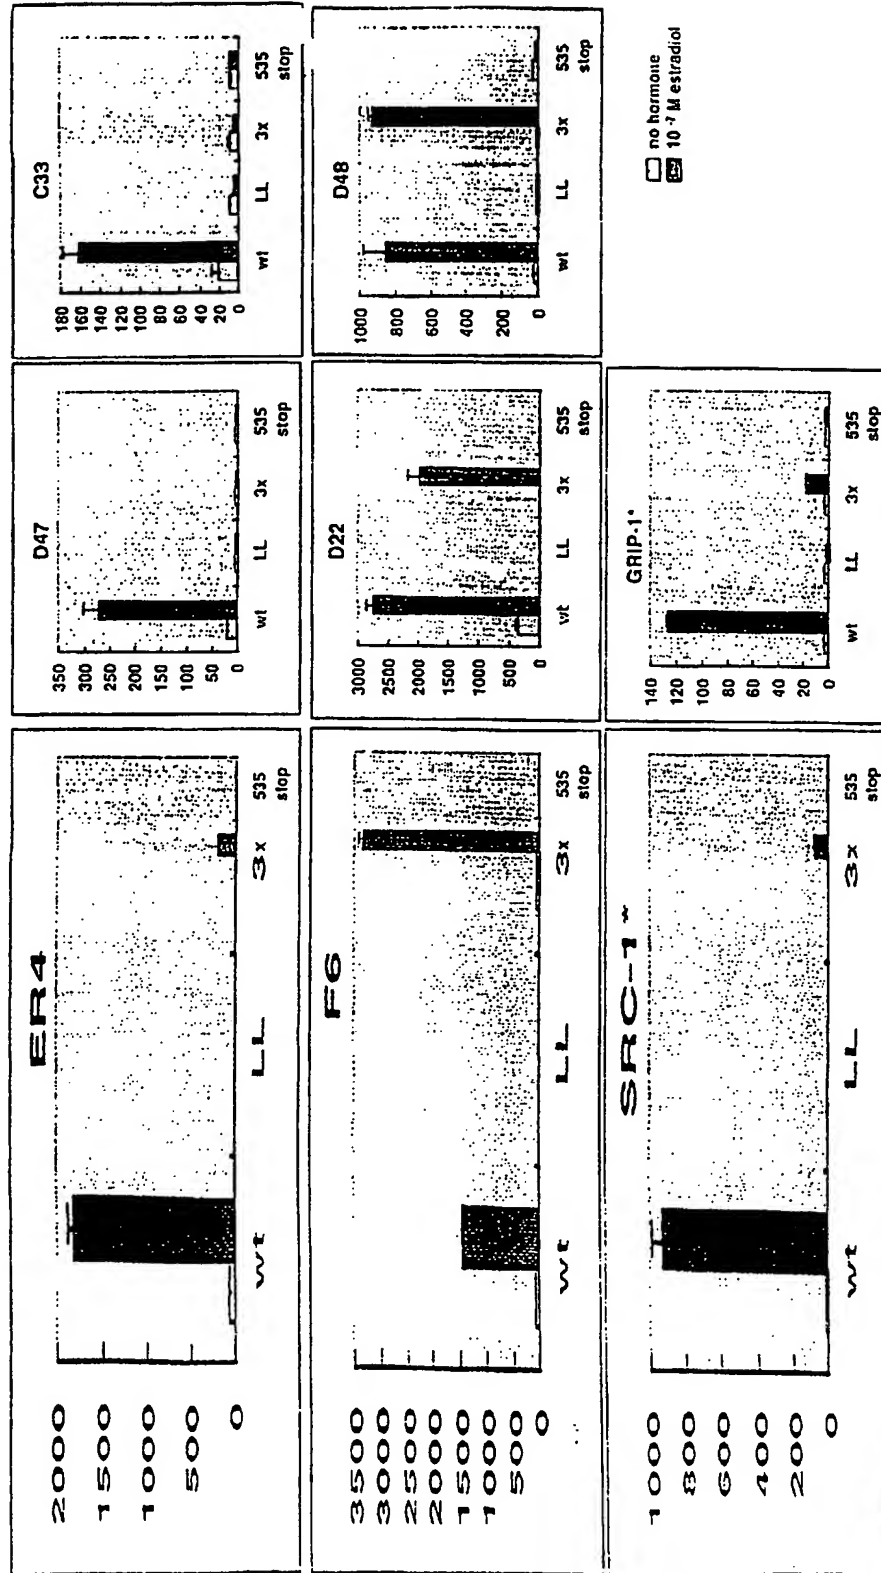 ER4
2000
1500
1000
500
0
wt LL 3x 535
stop
D47
350
300
250
200
150
100
50
0
wt LL 3x 535
stop
C33
180
160
140
120
100
80
60
40
20
0
wt LL 3x 535
stop
F6
3500
3000
2500
2000
1500
1000
500
0
wt LL 3x 535
stop
D22
3000
2500
2000
1500
1000
500
0
wt LL 3x 535
stop
D48
1000
800
600
400
200
0
wt LL 3x 535
stop
SRC-1*
1000
800
600
400
200
0
wt LL 3x 535
stop
GRIP-1*
140
120
100
80
60
40
20
0
wt LL 3x 535
stop
no hormone
10⁻⁷ M estradiol